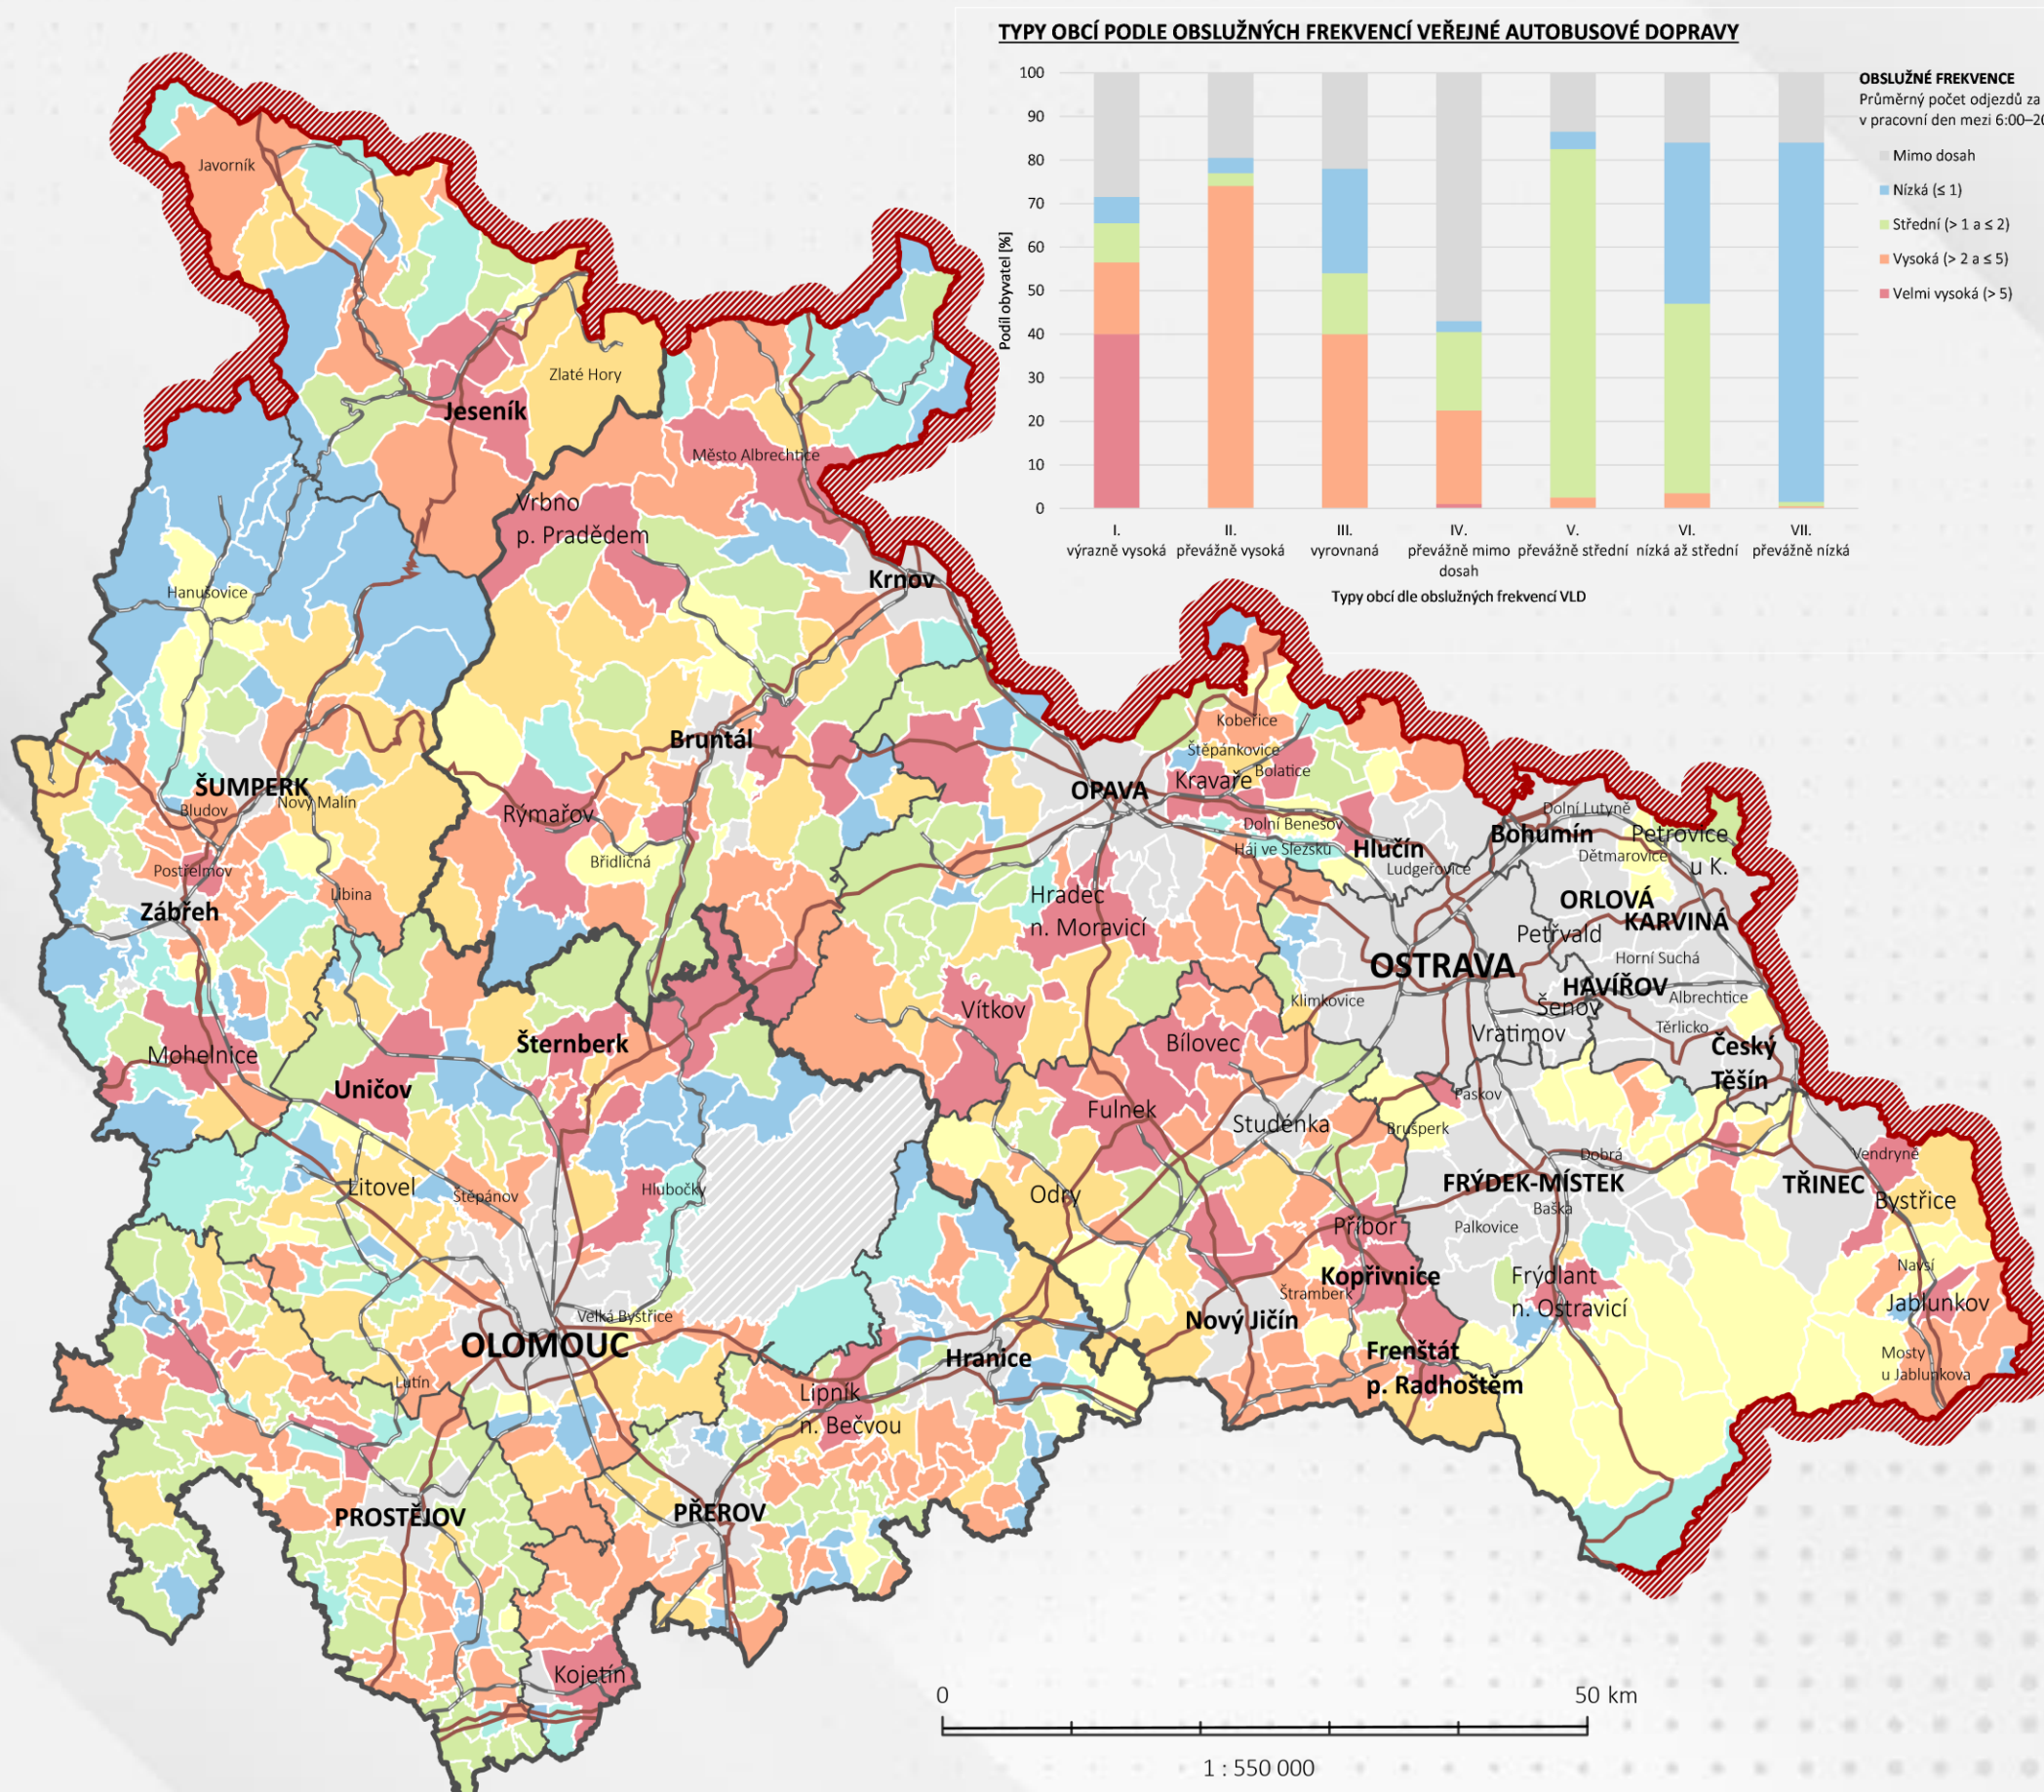 TYPY OBCÍ PODLE OBSLUŽNÝCH FREKVENCÍ VEŘEJNÉ AUTOBUSOVÉ DOPRAVY
Podíl obyvatel [%]
100
90
80
70
60
50
40
30
20
10
0
I.
výrazně vysoká
II.
převážně vysoká
III.
vyrovnaná
IV.
převážně mimo
dosah
V.
převážně střední
VI.
nízká až střední
VII.
převážně nízká
Typy obcí dle obslužných frekvencí VLD
OBSLUŽNÉ FREKVENCE
Průměrný počet odjezdů za
v pracovní den mezi 6:00–20
Mimo dosah
Nízká (≤ 1)
Střední (> 1 a ≤ 2)
Vysoká (> 2 a ≤ 5)
Velmi vysoká (> 5)
Javorník
Zlaté Hory
Jeseník
Město Albrechtice
Vrbno
p. Pradědem
Krnov
Hanušovice
Bruntál
Kobeřice
Štěpánkovice
Bolatice
Kravaře
OPAVA
ŠUMPERK
Nový Malín
Bludov
Rýmařov
Dolní Benešov
Háj ve Slezsku
Hlučín
Ludgeřovice
Dolní Lutyně
Bohumín
Petrovice
u K.
Dětmarovice
Břidličná
Postřelmov
Libina
Zábřeh
Hradec
n. Moravicí
ORLOVÁ
KARVINÁ
Petřvald
Horní Suchá
OSTRAVA
HAVÍŘOV
Albrechtice
Klimkovice
Šenov
Vítkov
Těrlicko
Vratimov
Šternberk
Bílovec
Český
Těšín
Mohelnice
Uničov
Paskov
Fulnek
Studénka
Brušperk
Dobrá
Vendryně
FRÝDEK-MÍSTEK
TŘINEC
Litovel
Štěpánov
Hlubočky
Odry
Bystřice
Baška
Palkovice
Příbor
Návsí
Kopřivnice
Frýdlant
n. Ostravicí
Štramberk
Jablunkov
Velká Bystřice
Nový Jičín
OLOMOUC
Hranice
Frenštát
p. Radhoštěm
Mosty
u Jablunkova
Lutín
Lipník
n. Bečvou
PROSTĚJOV
PŘEROV
Kojetín
0
50 km
1 : 550 000